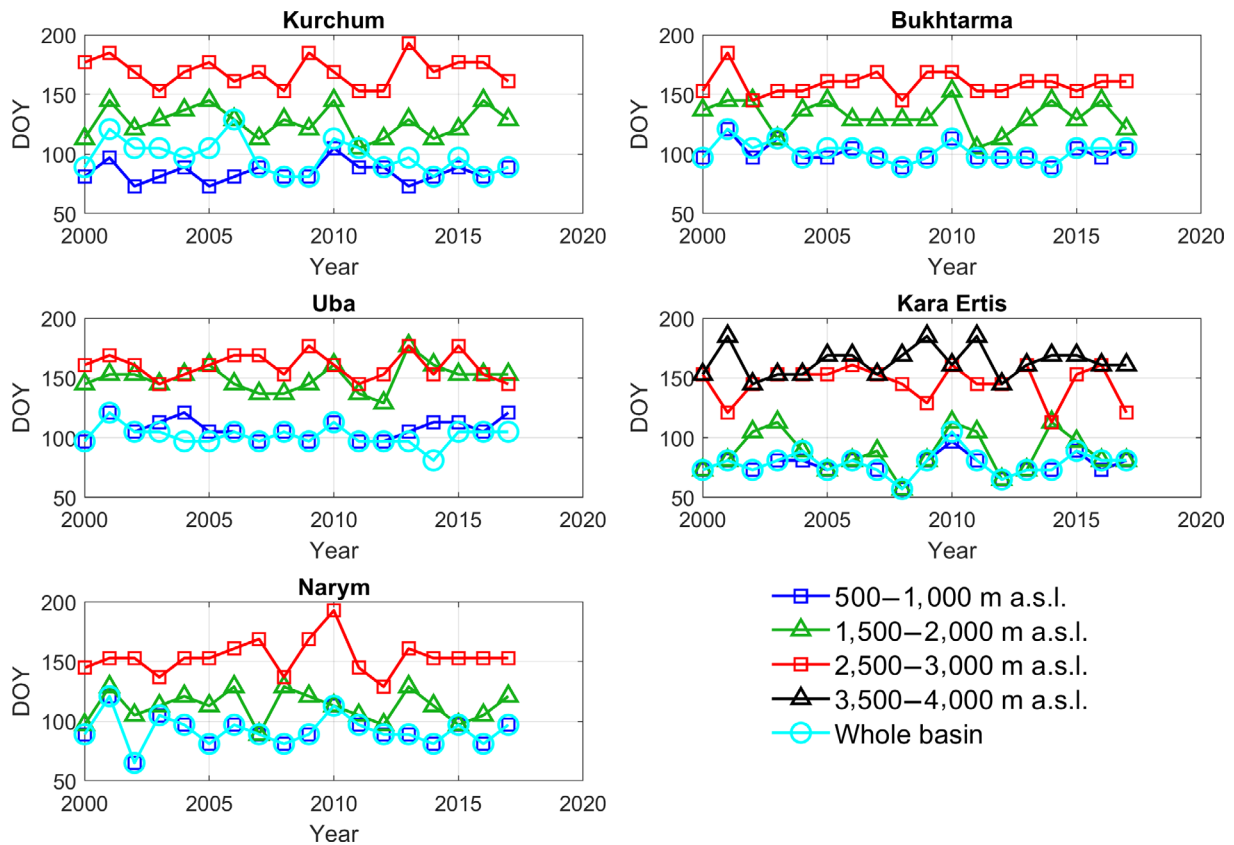 Kurchum
200
150
100
50
DOY
2000
2005
2010
2015
2020
Year
Bukhtarma
200
150
100
50
DOY
2000
2005
2010
2015
2020
Year
Uba
200
150
100
50
DOY
2000
2005
2010
2015
2020
Year
Kara Ertis
200
150
100
50
DOY
2000
2005
2010
2015
2020
Year
Narym
200
150
100
50
DOY
2000
2005
2010
2015
2020
Year
500–1,000 m a.s.l.
1,500–2,000 m a.s.l.
2,500–3,000 m a.s.l.
3,500–4,000 m a.s.l.
Whole basin